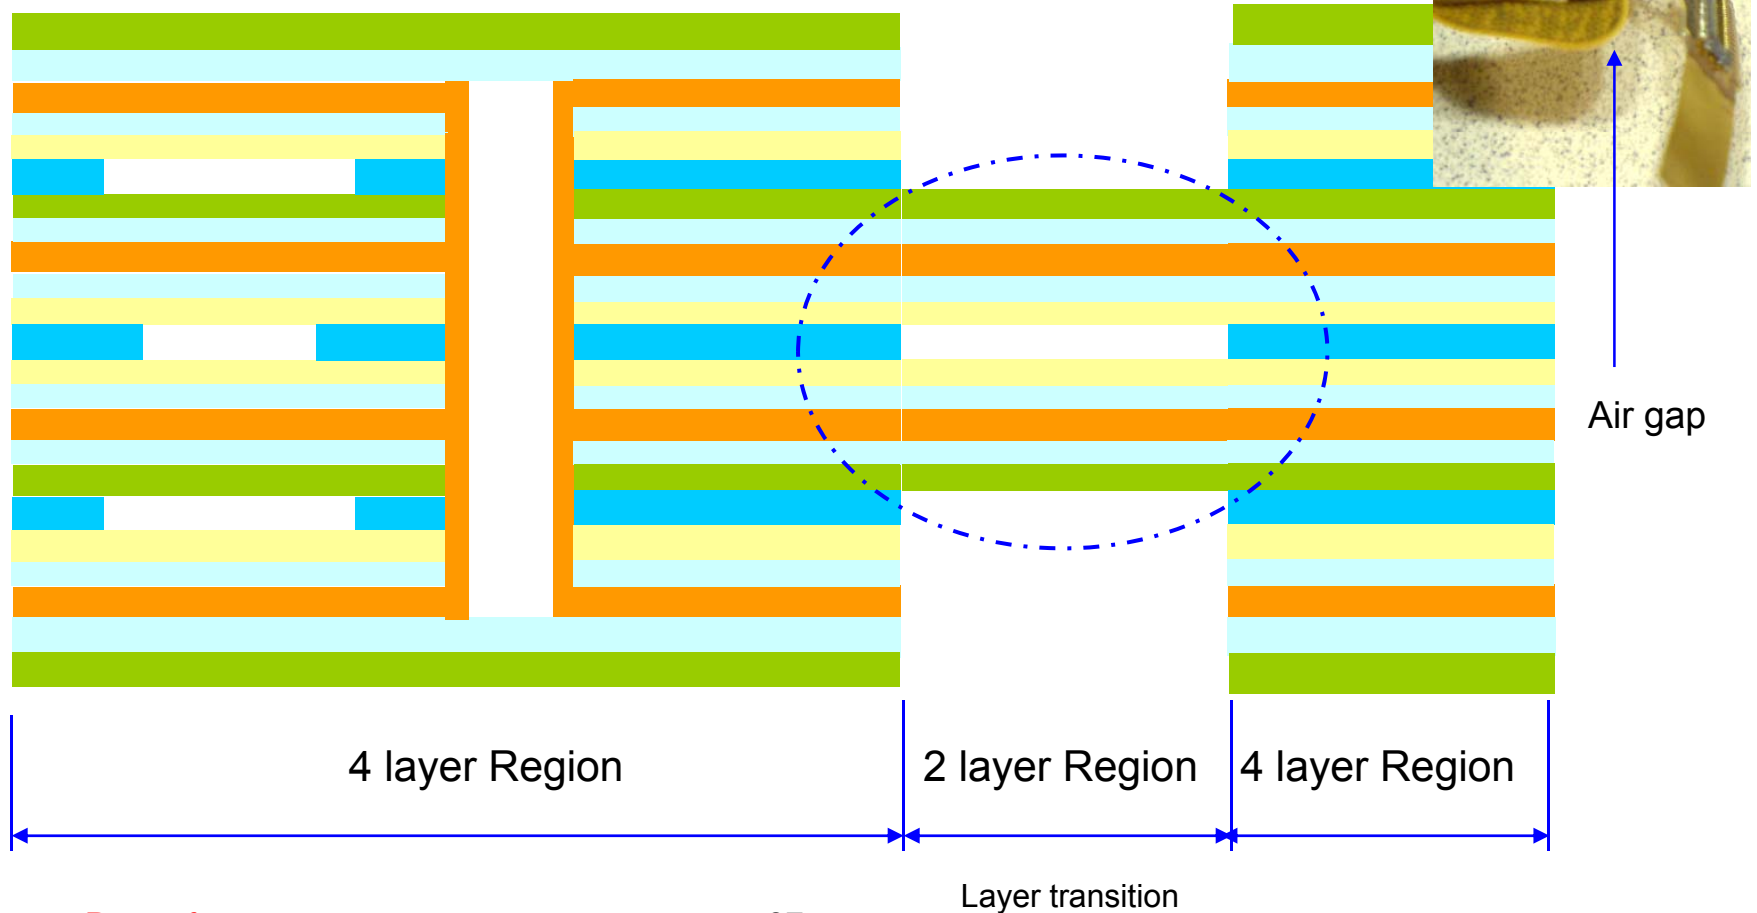 Air gap
4 layer Region
2 layer Region
4 layer Region
Layer transition